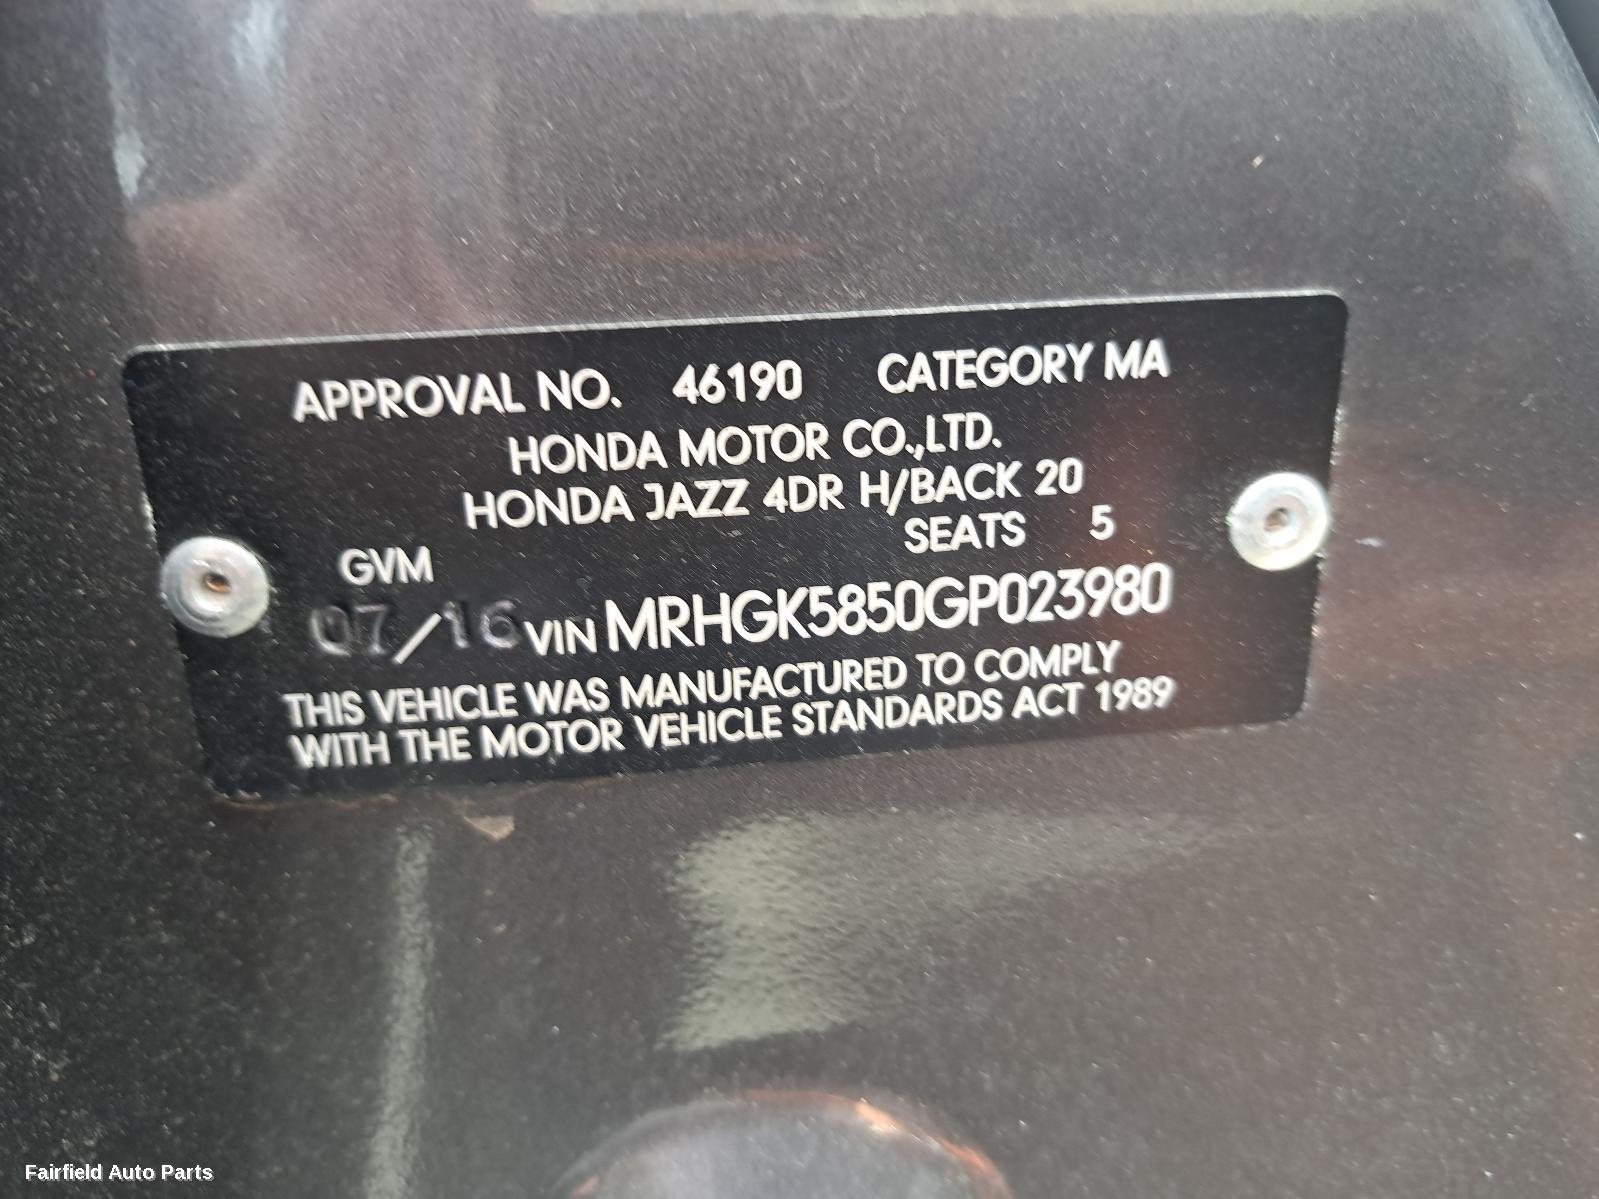 APPROVAL NO. 46190 CATEGORY MA
HONDA MOTOR CO.,LTD.
HONDA JAZZ 4DR H/BACK 20
SEATS 5
GVM
07/16 VIN MRHGK5850GP023980
THIS VEHICLE WAS MANUFACTURED TO COMPLY
WITH THE MOTOR VEHICLE STANDARDS ACT 1989
Fairfield Auto Parts